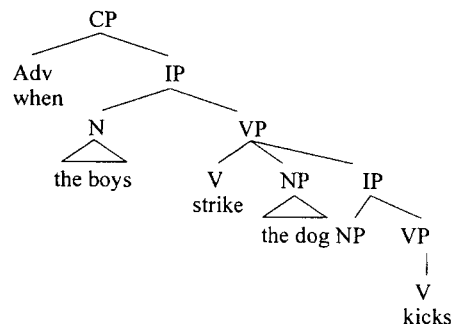 CP
Adv IP
when
N VP
the boys V NP IP
strike
the dog NP VP
V
kicks